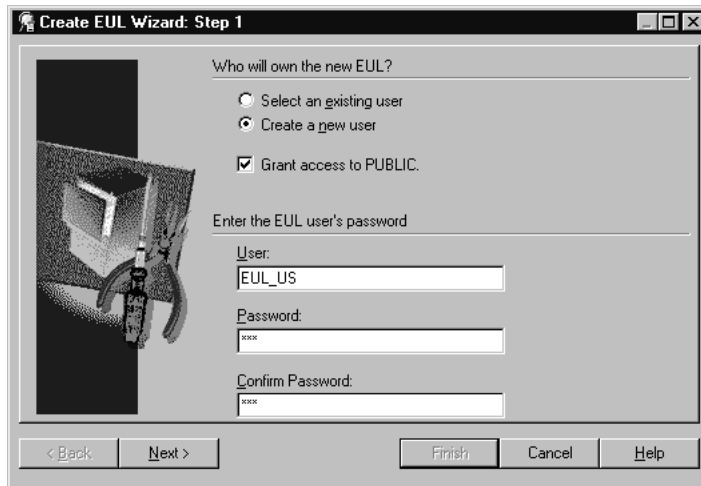 Create EUL Wizard: Step 1
Who will own the new EUL?
Select an existing user
Create a new user
Grant access to PUBLIC.
Enter the EUL user's password
User:
EUL_US
Password:
***
Confirm Password:
***
< Back
Next >
Finish
Cancel
Help